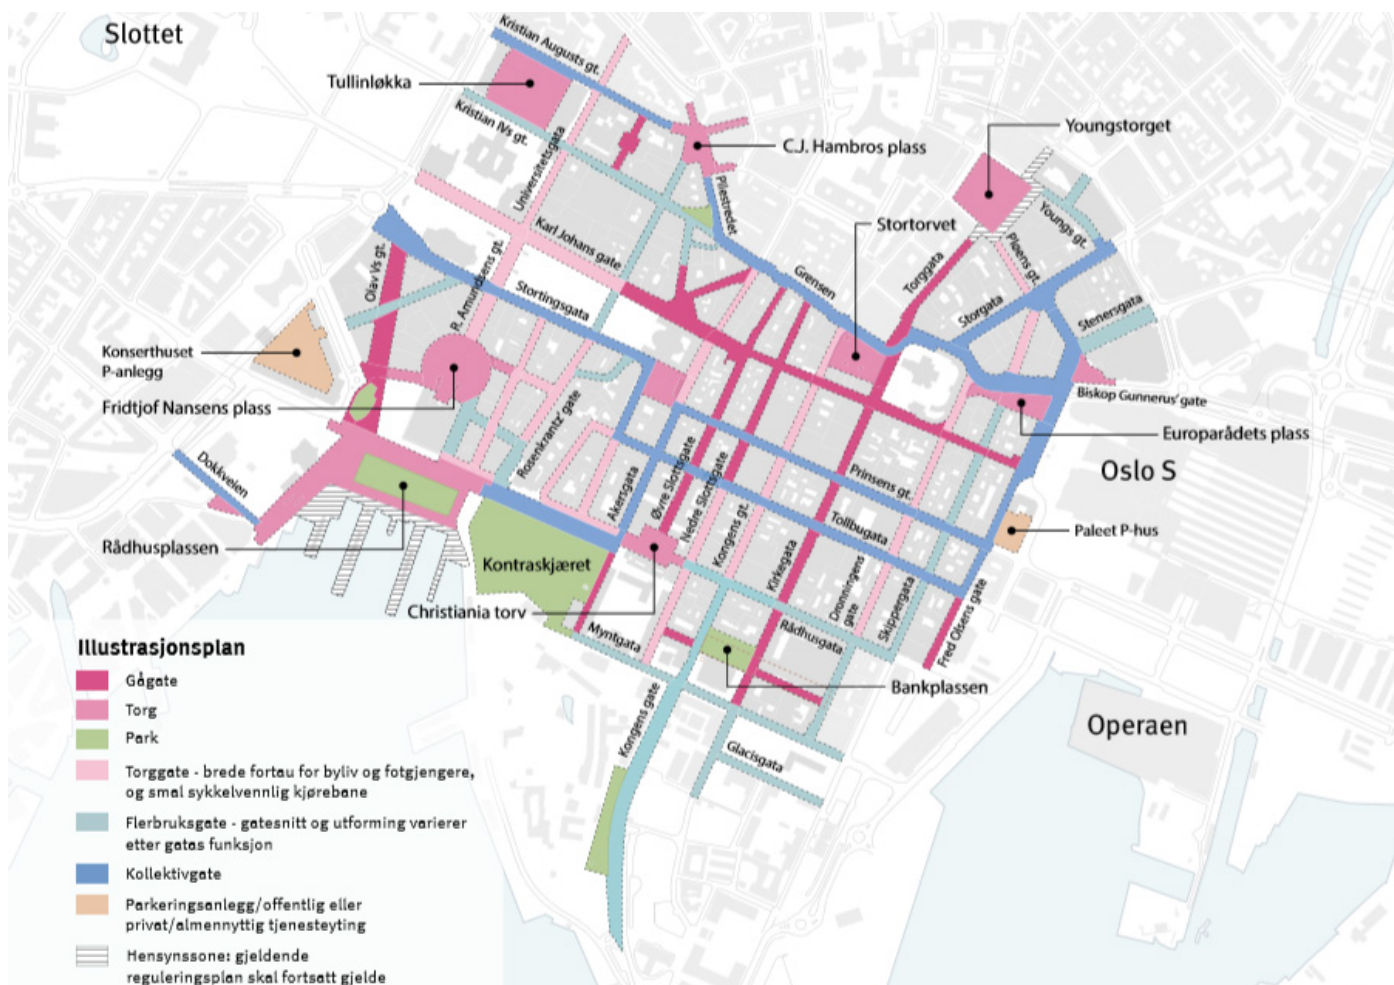 Slottet
Kristian Augusts gt.
Tullinløkka
Kristian IVs gt.
Universitetsgata
C.J. Hambros plass
Youngstorget
Pilestredet
Stortorvet
Youngs gt.
Pløens gt.
Karl Johans gate
Olav Vs gt.
R. Amundsens gt.
Stortingsgata
Grensen
Torggata
Storgata
Stenersgata
Konserthuset
P-anlegg
Fridtjof Nansens plass
Biskop Gunnerus' gate
Europarådets plass
Rosenkrantz' gate
Dokkveien
Akersgata
Øvre Slottsgate
Nedre Slottsgate
Prinsens gt.
Oslo S
Rådhusplassen
Kontraskjæret
Kongens gt.
Tollbugata
Paleet P-hus
Kirkegata
Dronningens
gate
Skippergata
Fred Olsens gate
Christiania torv
Myntgata
Rådhusgata
Bankplassen
Kongens gate
Glacisgata
Operaen
Illustrasjonsplan
Gågate
Torg
Park
Torggate - brede fortau for byliv og fotgjengere,
og smal sykkelvennlig kjørebane
Flerbruksgate - gatesnitt og utforming varierer
etter gatas funksjon
Kollektivgate
Parkeringsanlegg/offentlig eller
privat/almennyttig tjenesteyting
Hensynssone: gjeldende
reguleringsplan skal fortsatt gjelde